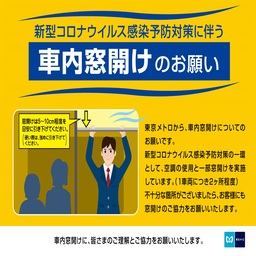 新型コロナウイルス感染予防対策に伴う
車内窓開けのお願い
窓開けは5～10cm程度を
目安に引き下げてください。
東京メトロから、車内窓開けについての
お願いです。
新型コロナウイルス感染予防対策の一環
として、空調の使用と一部窓開けを実施
しています。（1車両につき2ヶ所程度）
不十分な箇所がございましたら、お客様にも
窓開けのご協力をお願いいたします。
車内窓開けに、皆さまのご理解とご協力をお願いいたします。